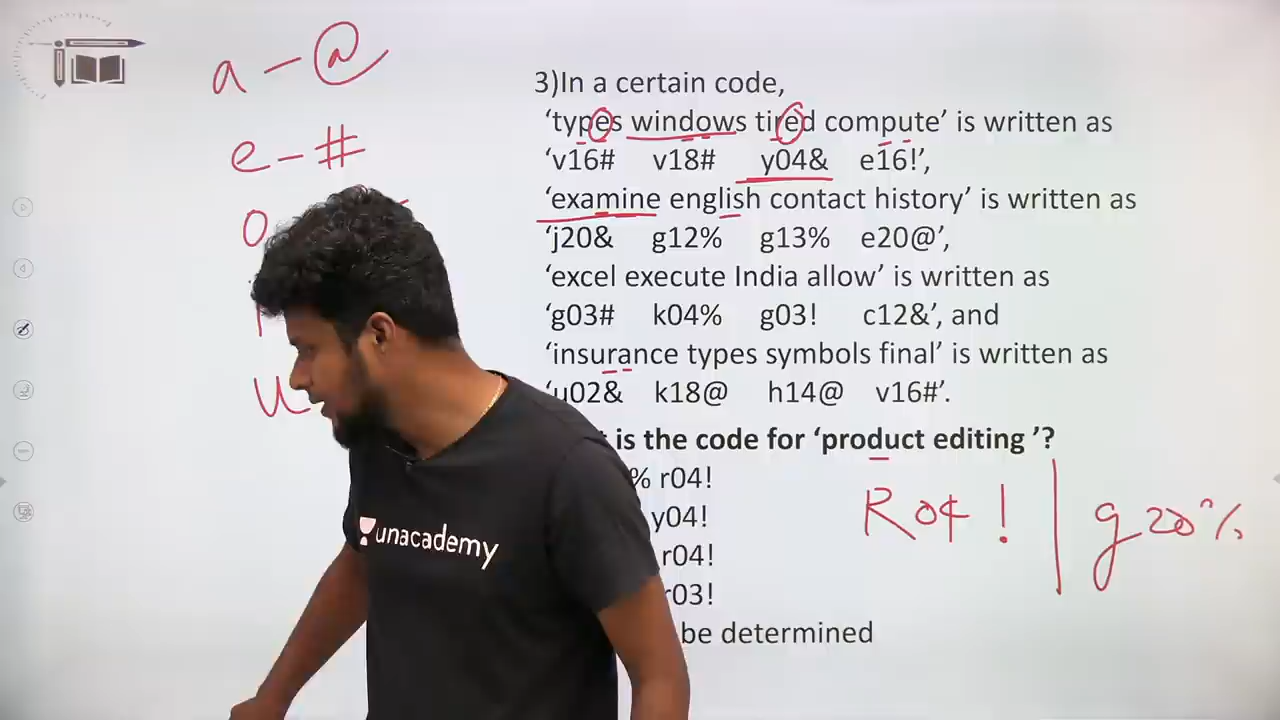 a - @
e - #
o
u
3)In a certain code,
‘types windows tired compute’ is written as
‘v16# v18# y04& e16!’,
‘examine english contact history’ is written as
‘j20& g12% g13% e20@’,
‘excel execute India allow’ is written as
‘g03# k04% g03! c12&’, and
‘insurance types symbols final’ is written as
‘u02& k18@ h14@ v16#’.
is the code for ‘product editing ’?
% r04!
y04!
r04!
r03!
be determined
R04 ! | g20%
unacademy